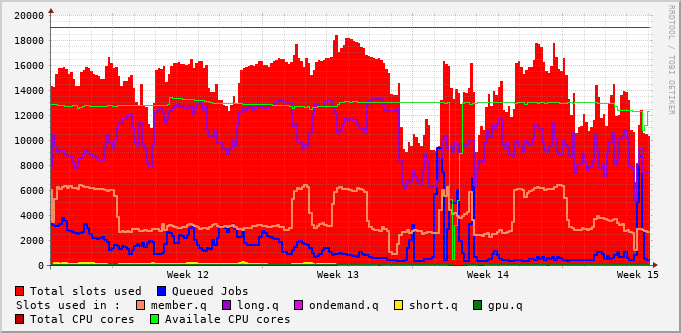 20000
18000
16000
14000
12000
10000
8000
6000
4000
2000
0
Week 12 Week 13 Week 14 Week 15
RRDTOOL / TOBI OETIKER
Total slots used Queued Jobs
Slots used in : member.q long.q ondemand.q short.q gpu.q
Total CPU cores Availale CPU cores